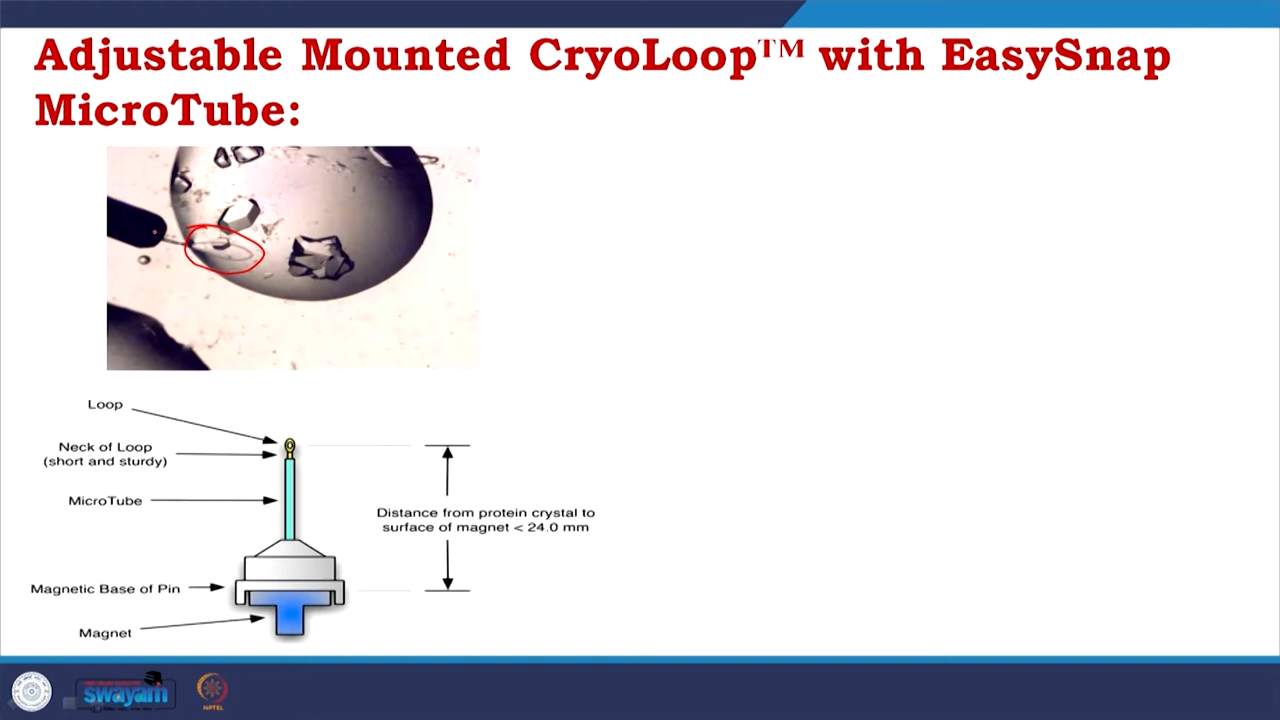 Adjustable Mounted CryoLoop™ with EasySnap
MicroTube:
Loop
Neck of Loop
(short and sturdy)
MicroTube
Distance from protein crystal to
surface of magnet < 24.0 mm
Magnetic Base of Pin
Magnet
swayam
NPTEL